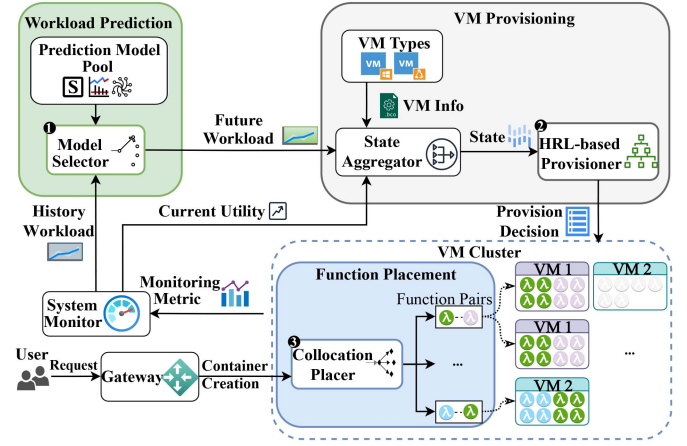 Workload Prediction
Prediction Model
Pool
S
1
Model
Selector
Future
Workload
VM Provisioning
VM Types
VM
VM
.bco
VM Info
State
Aggregator
State
2
HRL-based
Provisioner
History
Workload
Current Utility
Provision
Decision
System
Monitor
Monitoring
Metric
VM Cluster
Function Placement
Function Pairs
λ
λ
VM 1
λ λ
λ λ
VM 2
VM 1
λ λ
λ λ
...
User
Request
Gateway
Container
Creation
3
Collocation
Placer
...
λ
λ
VM 2
λ λ λ λ
λ λ λ λ